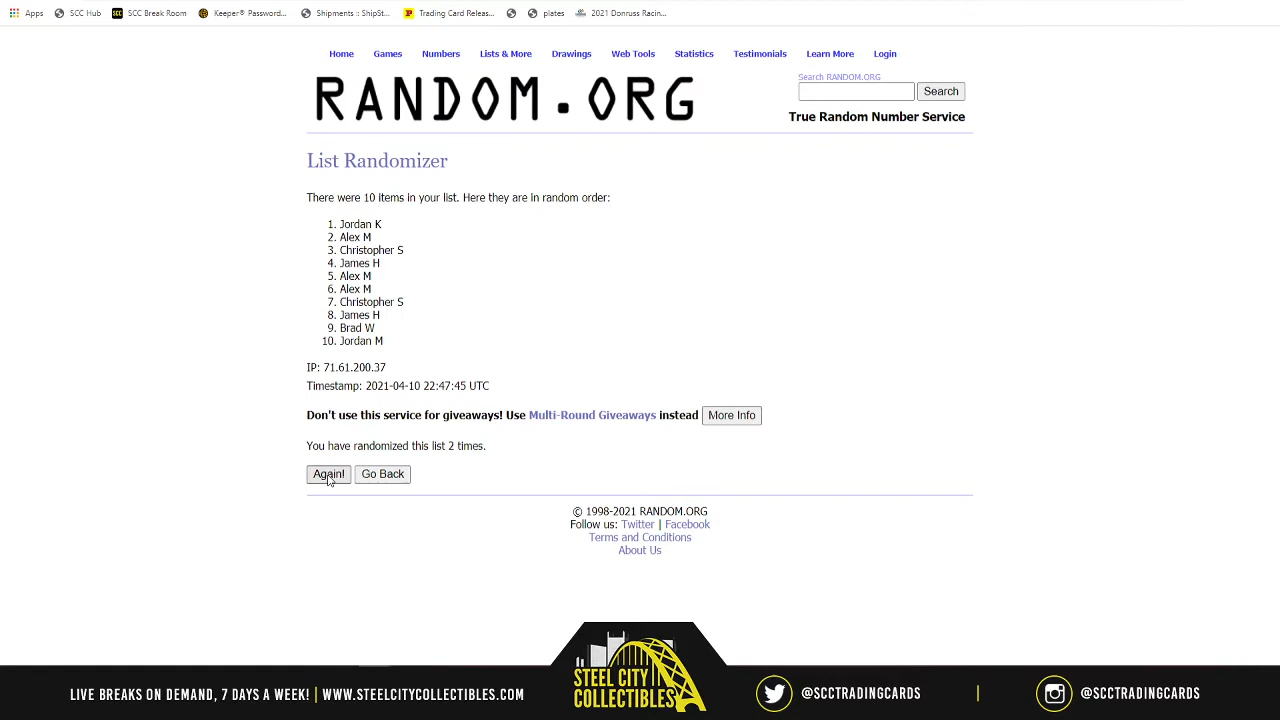 Apps SCC Hub SCC Break Room Keeper® Password... Shipments :: ShipSt... Trading Card Releas... plates 2021 Donruss Racin...
Home Games Numbers Lists & More Drawings Web Tools Statistics Testimonials Learn More Login
RANDOM.ORG
Search RANDOM.ORG
Search
True Random Number Service
List Randomizer
There were 10 items in your list. Here they are in random order:
1. Jordan K
2. Alex M
3. Christopher S
4. James H
5. Alex M
6. Alex M
7. Christopher S
8. James H
9. Brad W
10. Jordan M
IP: 71.61.200.37
Timestamp: 2021-04-10 22:47:45 UTC
Don't use this service for giveaways! Use Multi-Round Giveaways instead More Info
You have randomized this list 2 times.
Again! Go Back
© 1998-2021 RANDOM.ORG
Follow us: Twitter | Facebook
Terms and Conditions
About Us
LIVE BREAKS ON DEMAND, 7 DAYS A WEEK! | WWW.STEELCITYCOLLECTIBLES.COM
STEEL CITY
COLLECTIBLES
@SCCTRADINGCARDS | @SCCTRADINGCARDS